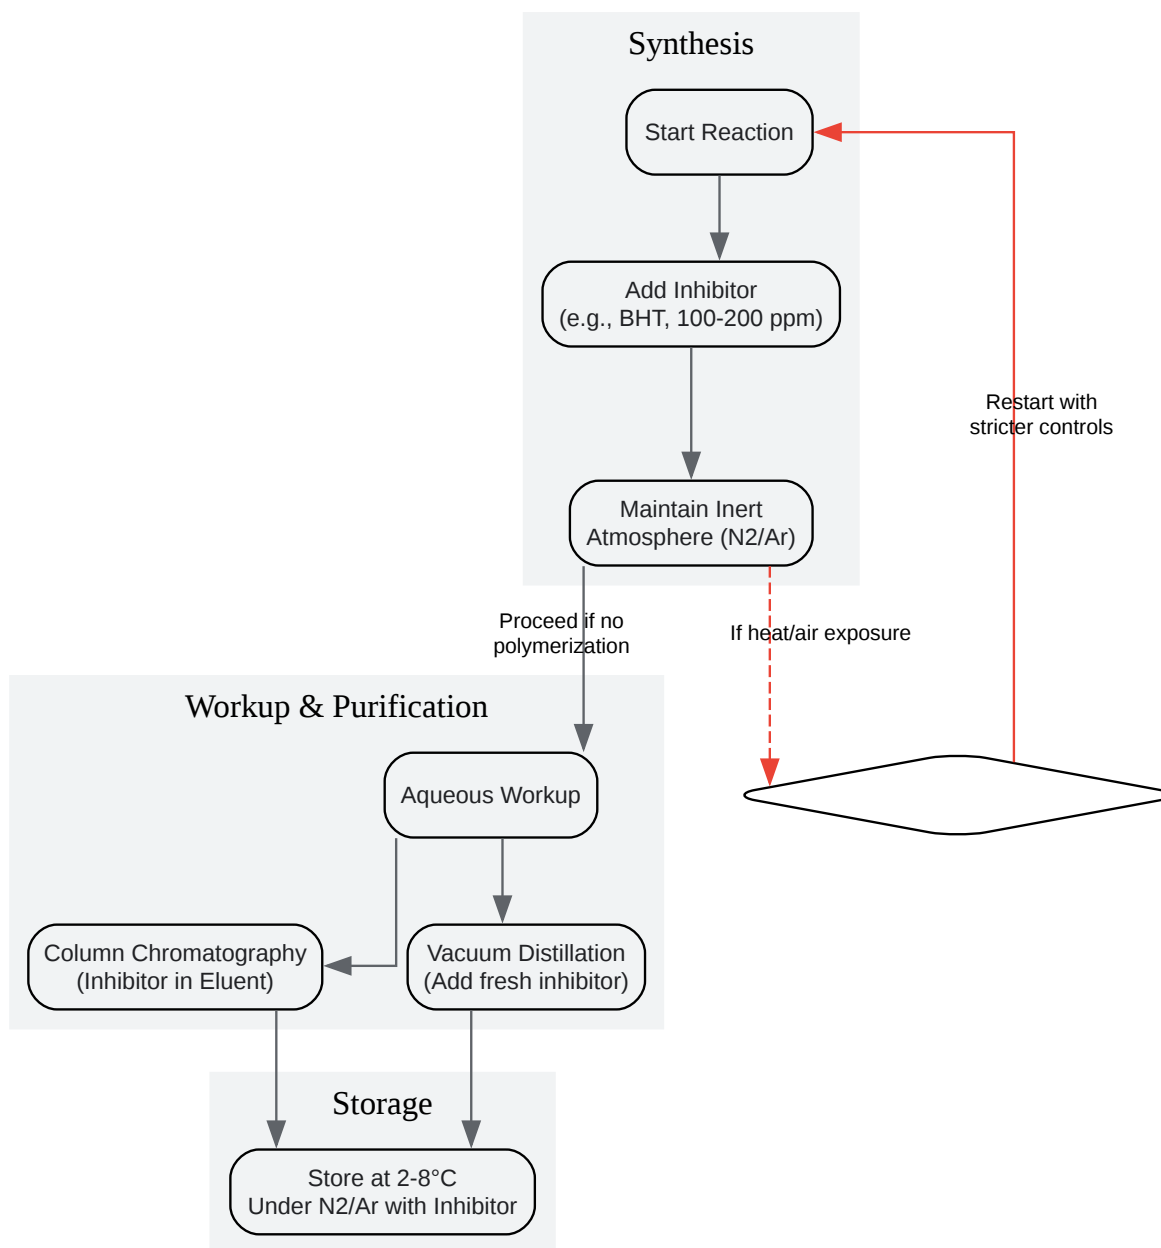 Synthesis
Start Reaction
Add Inhibitor
(e.g., BHT, 100-200 ppm)
Restart with
stricter controls
Maintain Inert
Atmosphere (N2/Ar)
Proceed if no
polymerization
If heat/air exposure
Workup & Purification
Aqueous Workup
Column Chromatography
(Inhibitor in Eluent)
Vacuum Distillation
(Add fresh inhibitor)
Storage
Store at 2-8°C
Under N2/Ar with Inhibitor